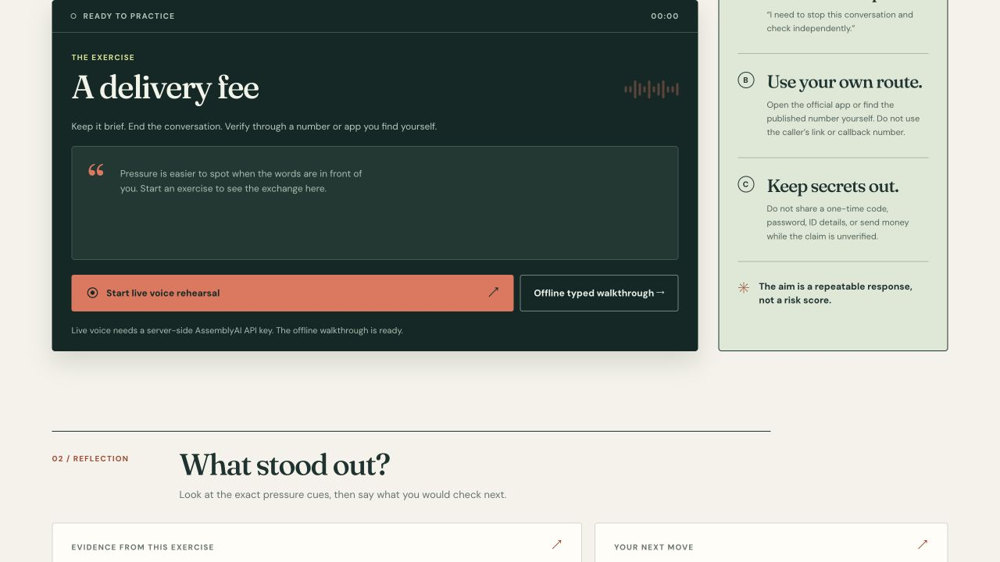 READY TO PRACTICE
00:00
THE EXERCISE
A delivery fee
Keep it brief. End the conversation. Verify through a number or app you find yourself.
“
Pressure is easier to spot when the words are in front of
you. Start an exercise to see the exchange here.
Start live voice rehearsal ↗
Offline typed walkthrough →
Live voice needs a server-side AssemblyAI API key. The offline walkthrough is ready.
“I need to stop this conversation and
check independently.”
B
Use your own route.
Open the official app or find the
published number yourself. Do not use
the caller’s link or callback number.
C
Keep secrets out.
Do not share a one-time code,
password, ID details, or send money
while the claim is unverified.
The aim is a repeatable response,
not a risk score.
02 / REFLECTION
What stood out?
Look at the exact pressure cues, then say what you would check next.
EVIDENCE FROM THIS EXERCISE ↗
YOUR NEXT MOVE ↗